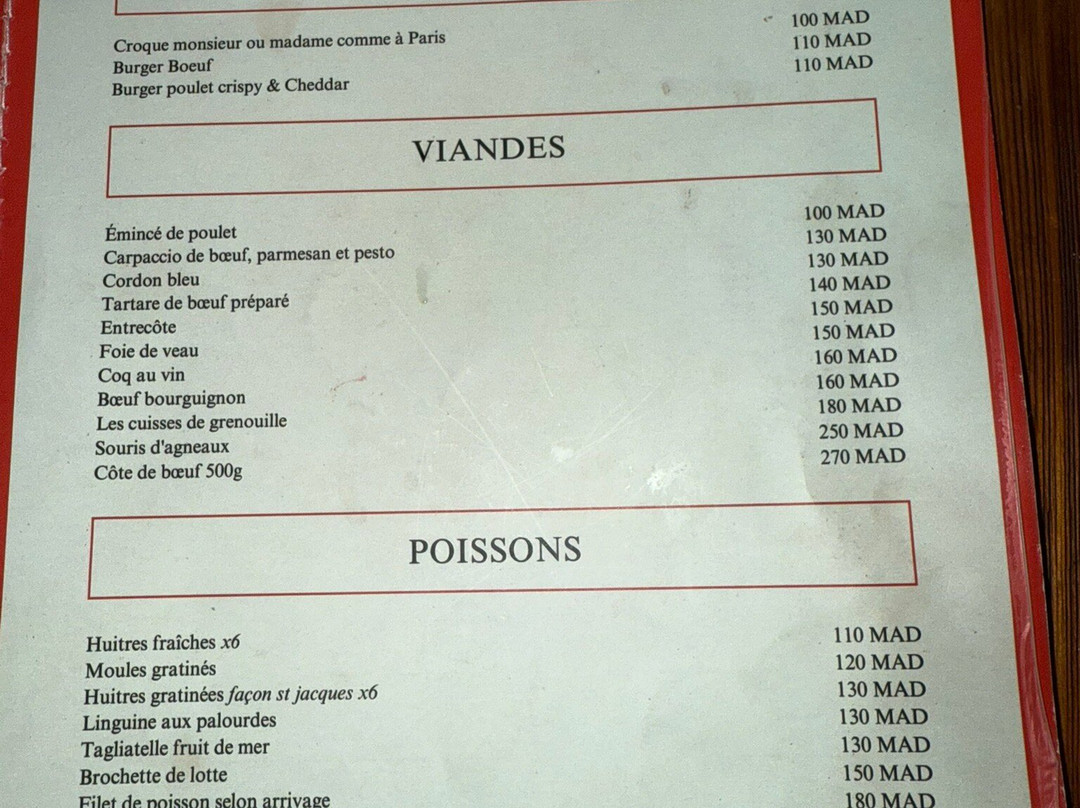 Croque monsieur ou madame comme à Paris 100 MAD
Burger Boeuf 110 MAD
Burger poulet crispy & Cheddar 110 MAD
VIANDES
Émincé de poulet 100 MAD
Carpaccio de bœuf, parmesan et pesto 130 MAD
Cordon bleu 130 MAD
Tartare de bœuf préparé 140 MAD
Entrecôte 150 MAD
Foie de veau 150 MAD
Coq au vin 160 MAD
Bœuf bourguignon 160 MAD
Les cuisses de grenouille 180 MAD
Souris d'agneaux 250 MAD
Côte de bœuf 500g 270 MAD
POISSONS
Huitres fraîches x6 110 MAD
Moules gratinés 120 MAD
Huitres gratinées façon st jacques x6 130 MAD
Linguine aux palourdes 130 MAD
Tagliatelle fruit de mer 130 MAD
Brochette de lotte 150 MAD
Filet de poisson selon arrivage 180 MAD